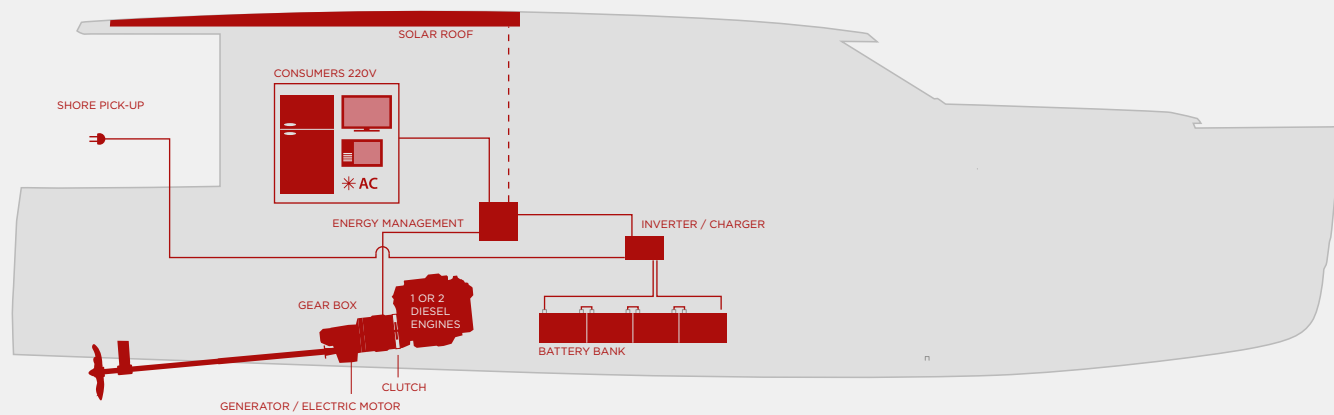 SOLAR ROOF
CONSUMERS 220V
SHORE PICK-UP
AC
ENERGY MANAGEMENT
INVERTER / CHARGER
GEAR BOX
1 OR 2
DIESEL
ENGINES
BATTERY BANK
CLUTCH
GENERATOR / ELECTRIC MOTOR